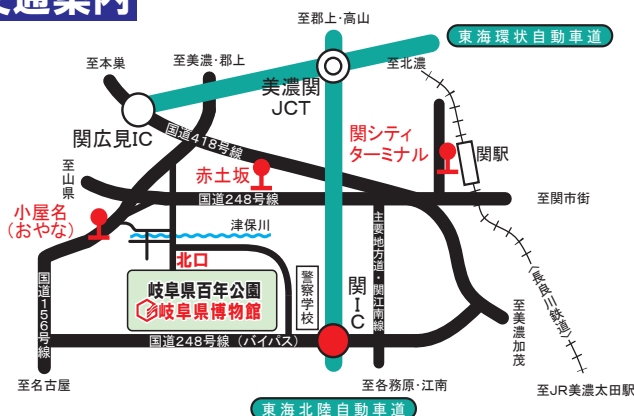 交通案内
至郡上・高山
東海環状自動車道
至本巣
至美濃・郡上
至北濃
美濃関
JCT
関広見IC
国道418号線
関シティ
ターミナル
関駅
至山県
赤土坂
国道248号線
至関市街
小屋名
(おやな)
津保川
主要地方道・関江南線
北口
岐阜県百年公園
岐阜県博物館
警察学校
関IC
国道156号線
国道248号線（バイパス）
至美濃加茂
〈長良川鉄道〉
至名古屋
至各務原・江南
至JR美濃太田駅
東海北陸自動車道